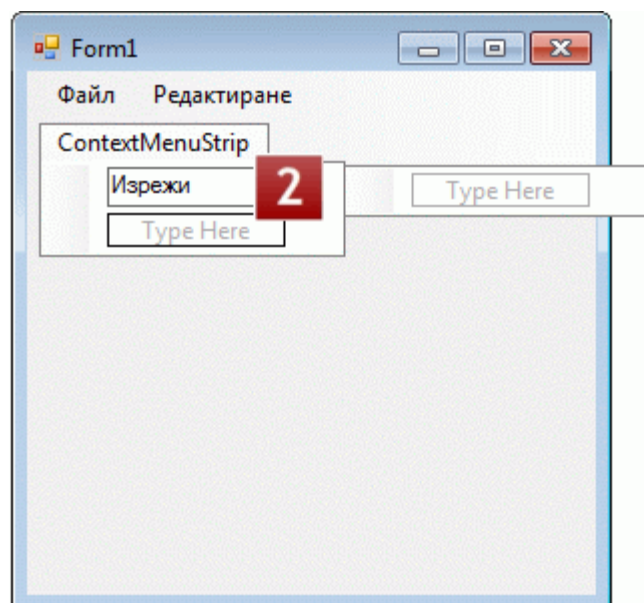 Form1
Файл Редактиране
ContextMenuStrip
Изрежи 2 Type Here
Type Here